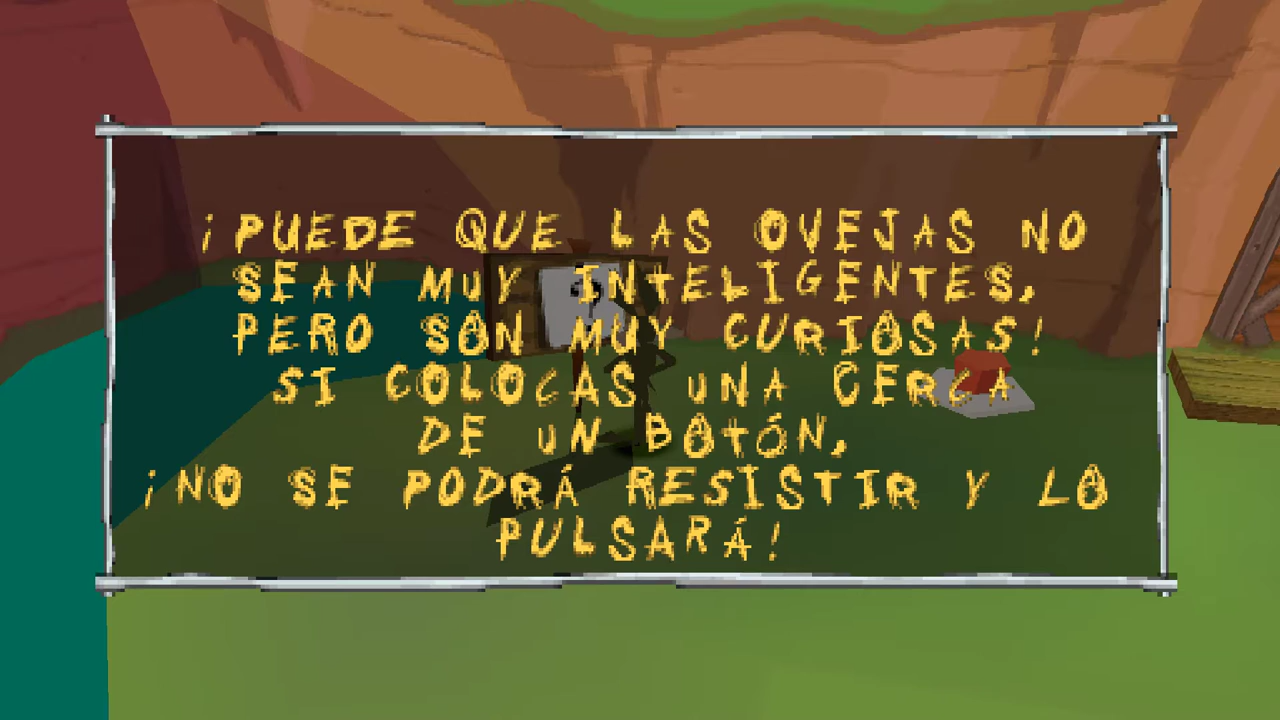 ¡PUEDE QUE LAS OVEJAS NO
SEAN MUY INTELIGENTES,
PERO SON MUY CURIOSAS!
SI COLOCAS UNA CERCA
DE UN BOTÓN,
¡NO SE PODRÁ RESISTIR Y LO
PULSARÁ!